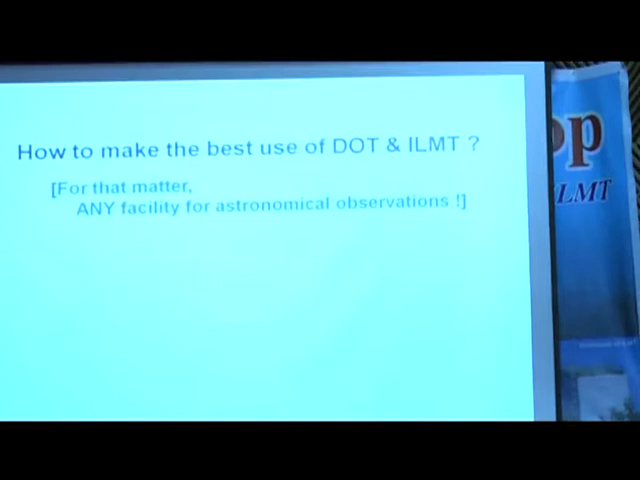 How to make the best use of DOT & ILMT ?
[For that matter,
ANY facility for astronomical observations !]
op
ILMT